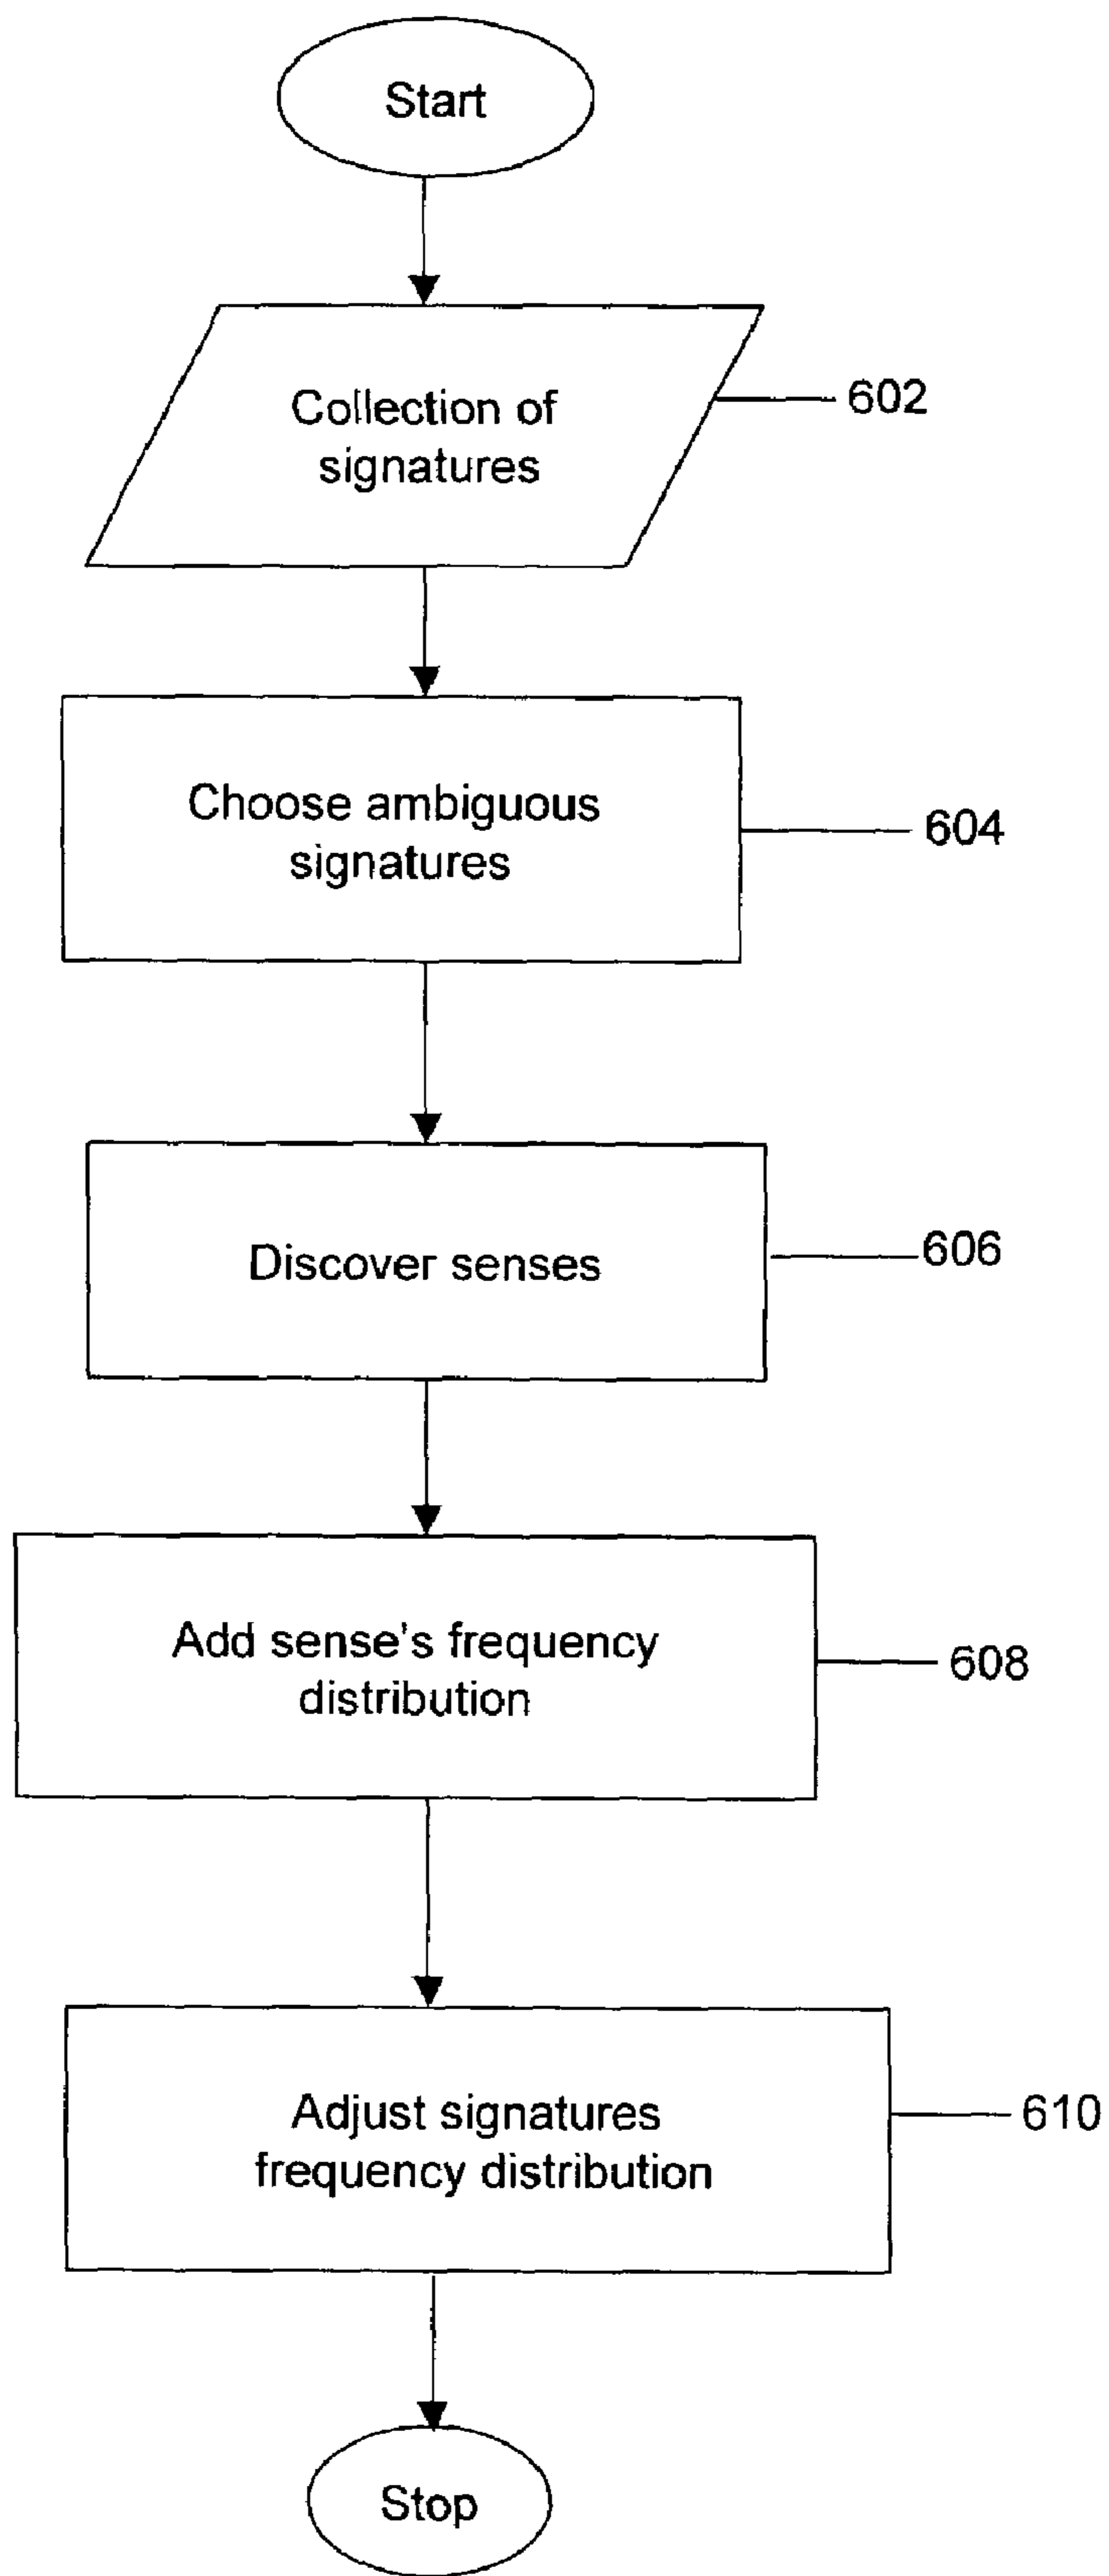 Start
Collection of
signatures
602
Choose ambiguous
signatures
604
Discover senses
606
Add sense's frequency
distribution
608
Adjust signatures
frequency distribution
610
Stop